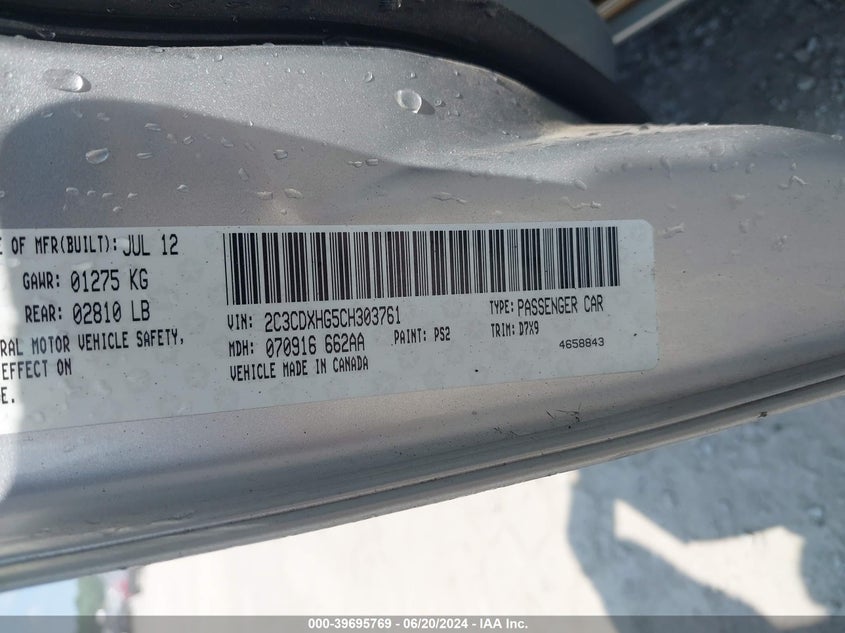 E OF MFR(BUILT): JUL 12
GAWR: 01275 KG
REAR: 02810 LB
RAL MOTOR VEHICLE SAFETY,
EFFECT ON
E.
VIN: 2C3CDXHG5CH303761
TYPE: PASSENGER CAR
MDH: 070916 662AA
PAINT: PS2
TRIM: D7X9
VEHICLE MADE IN CANADA
4658843
000-39695769 - 06/20/2024 - IAA Inc.